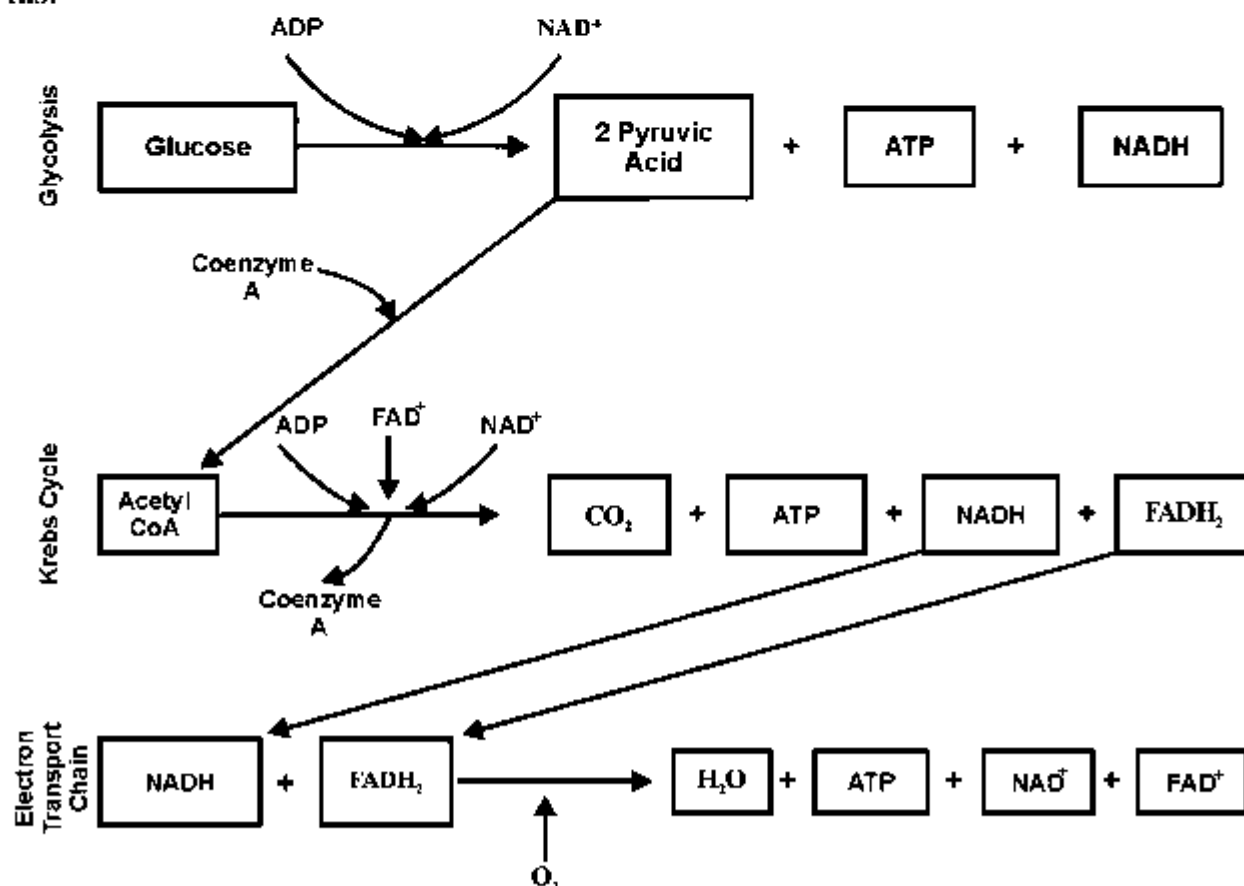 ADP
NAD⁺
Glycolysis
Glucose
2 Pyruvic
Acid
+
ATP
+
NADH
Coenzyme
A
ADP
FAD⁺
NAD⁺
Krebs Cycle
Acetyl
CoA
CO₂
+
ATP
+
NADH
+
FADH₂
Coenzyme
A
Electron
Transport
Chain
NADH
+
FADH₂
H₂O
+
ATP
+
NAD⁺
+
FAD⁺